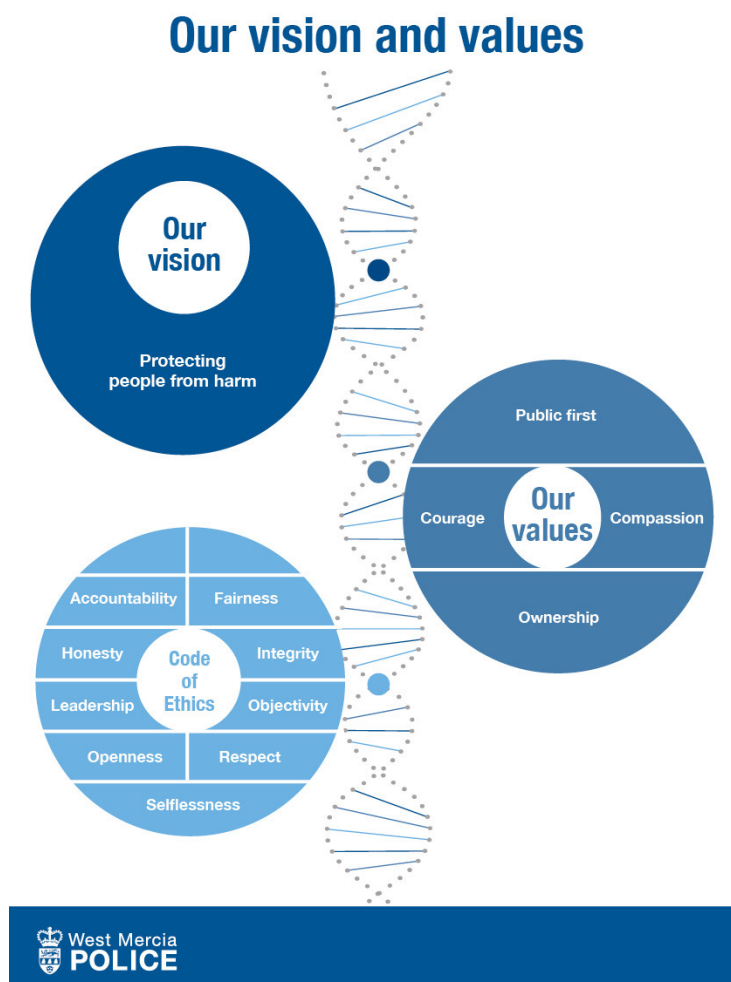 Our vision and values
Our
vision
Protecting
people from harm
Public first
Courage
Our
values
Compassion
Ownership
Accountability
Fairness
Honesty
Code
of
Ethics
Integrity
Leadership
Objectivity
Openness
Respect
Selflessness
West Mercia
POLICE